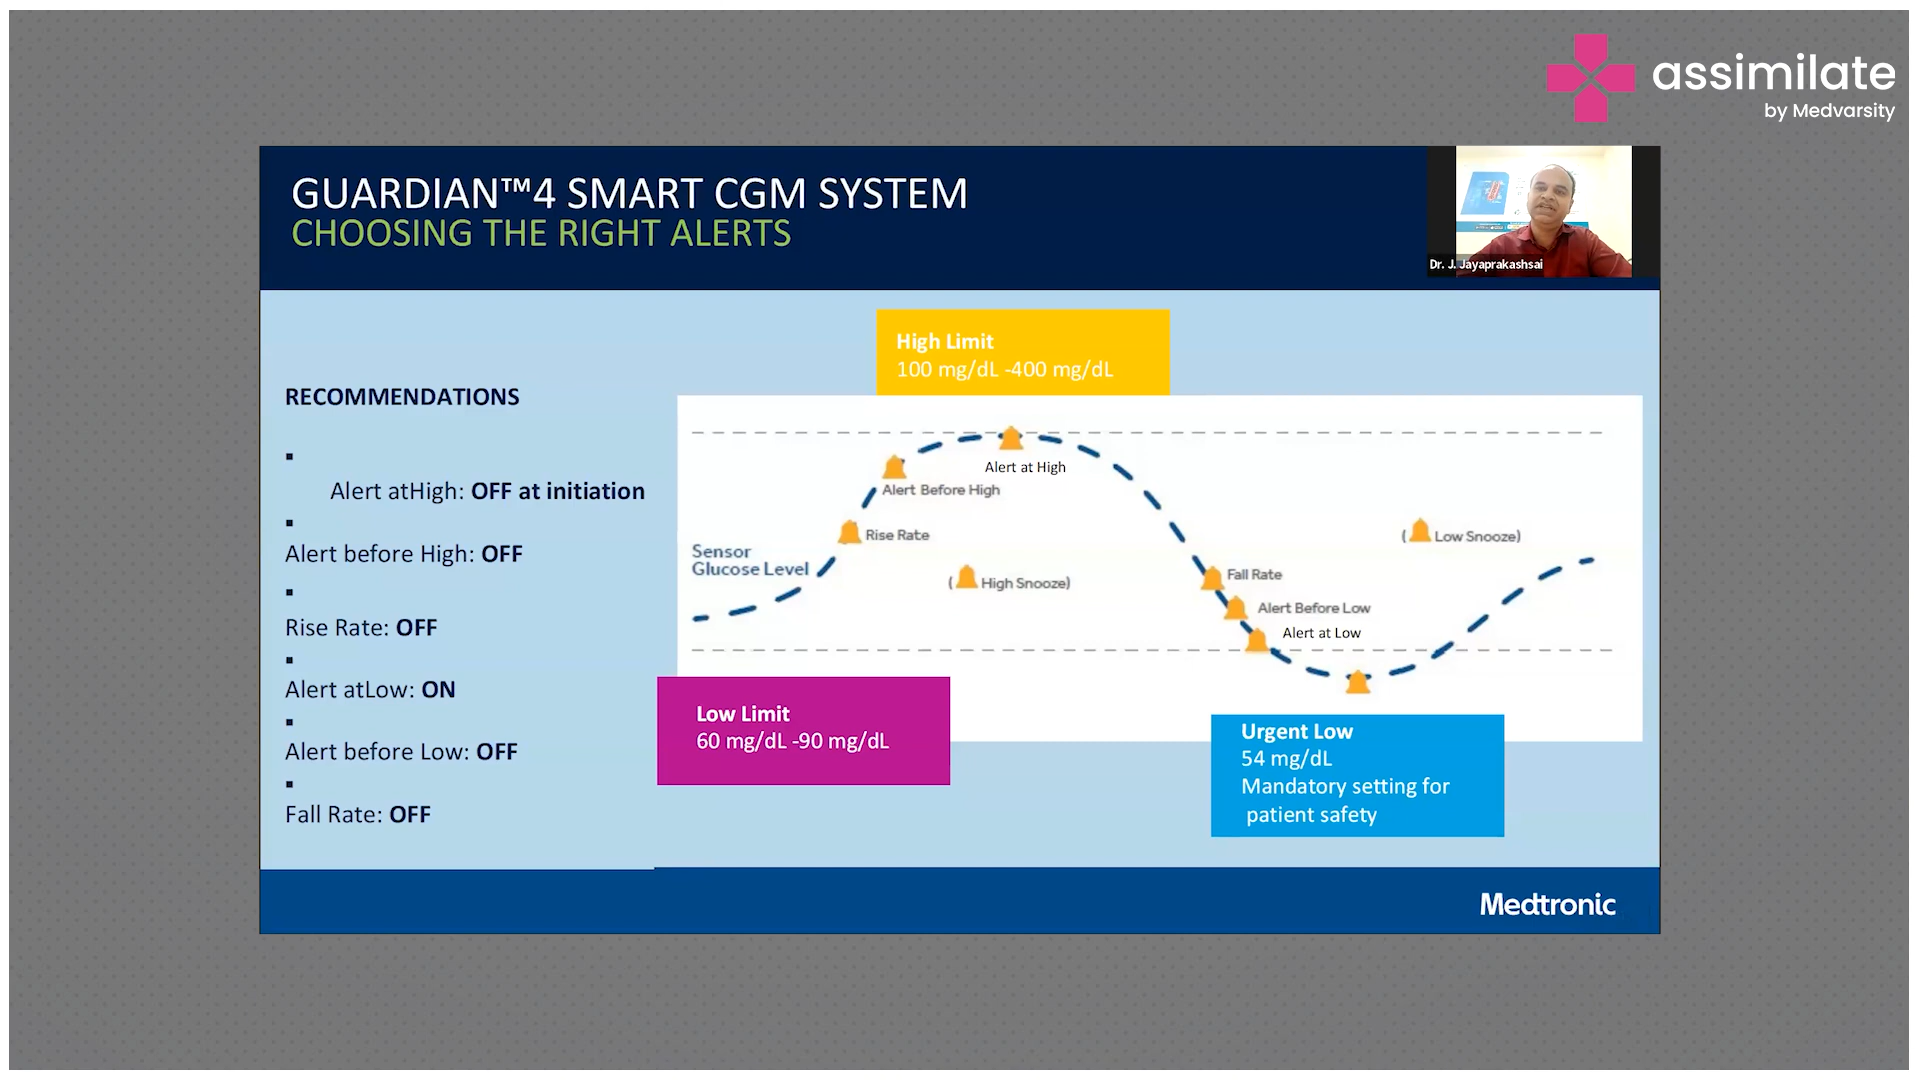 assimilate
by Medvarsity
GUARDIAN™4 SMART CGM SYSTEM
CHOOSING THE RIGHT ALERTS
Dr. J. Jayaprakashsai
RECOMMENDATIONS
Alert atHigh: OFF at initiation
Alert before High: OFF
Rise Rate: OFF
Alert atLow: ON
Alert before Low: OFF
Fall Rate: OFF
High Limit
100 mg/dL -400 mg/dL
Alert at High
Alert Before High
Rise Rate
Sensor
Glucose Level
( High Snooze)
( Low Snooze)
Fall Rate
Alert Before Low
Alert at Low
Low Limit
60 mg/dL -90 mg/dL
Urgent Low
54 mg/dL
Mandatory setting for
patient safety
Medtronic